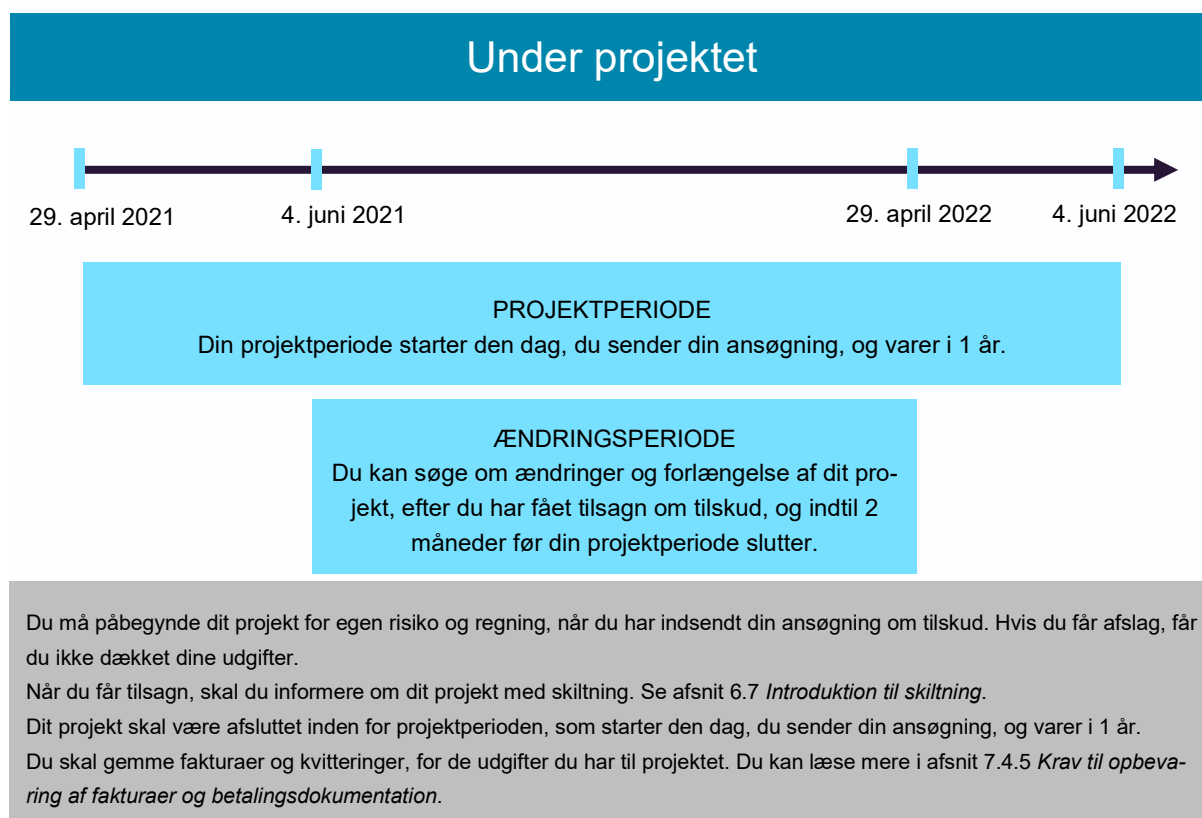 Under projektet
29. april 2021 4. juni 2021 29. april 2022 4. juni 2022
PROJEKTPERIODE
Din projektperiode starter den dag, du sender din ansøgning, og varer i 1 år.
ÆNDRINGSPERIODE
Du kan søge om ændringer og forlængelse af dit pro-
jekt, efter du har fået tilsagn om tilskud, og indtil 2
måneder før din projektperiode slutter.
Du må påbegynde dit projekt for egen risiko og regning, når du har indsendt din ansøgning om tilskud. Hvis du får afslag, får
du ikke dækket dine udgifter.
Når du får tilsagn, skal du informere om dit projekt med skiltning. Se afsnit 6.7 Introduktion til skiltning.
Dit projekt skal være afsluttet inden for projektperioden, som starter den dag, du sender din ansøgning, og varer i 1 år.
Du skal gemme fakturaer og kvitteringer, for de udgifter du har til projektet. Du kan læse mere i afsnit 7.4.5 Krav til opbeva-
ring af fakturaer og betalingsdokumentation.